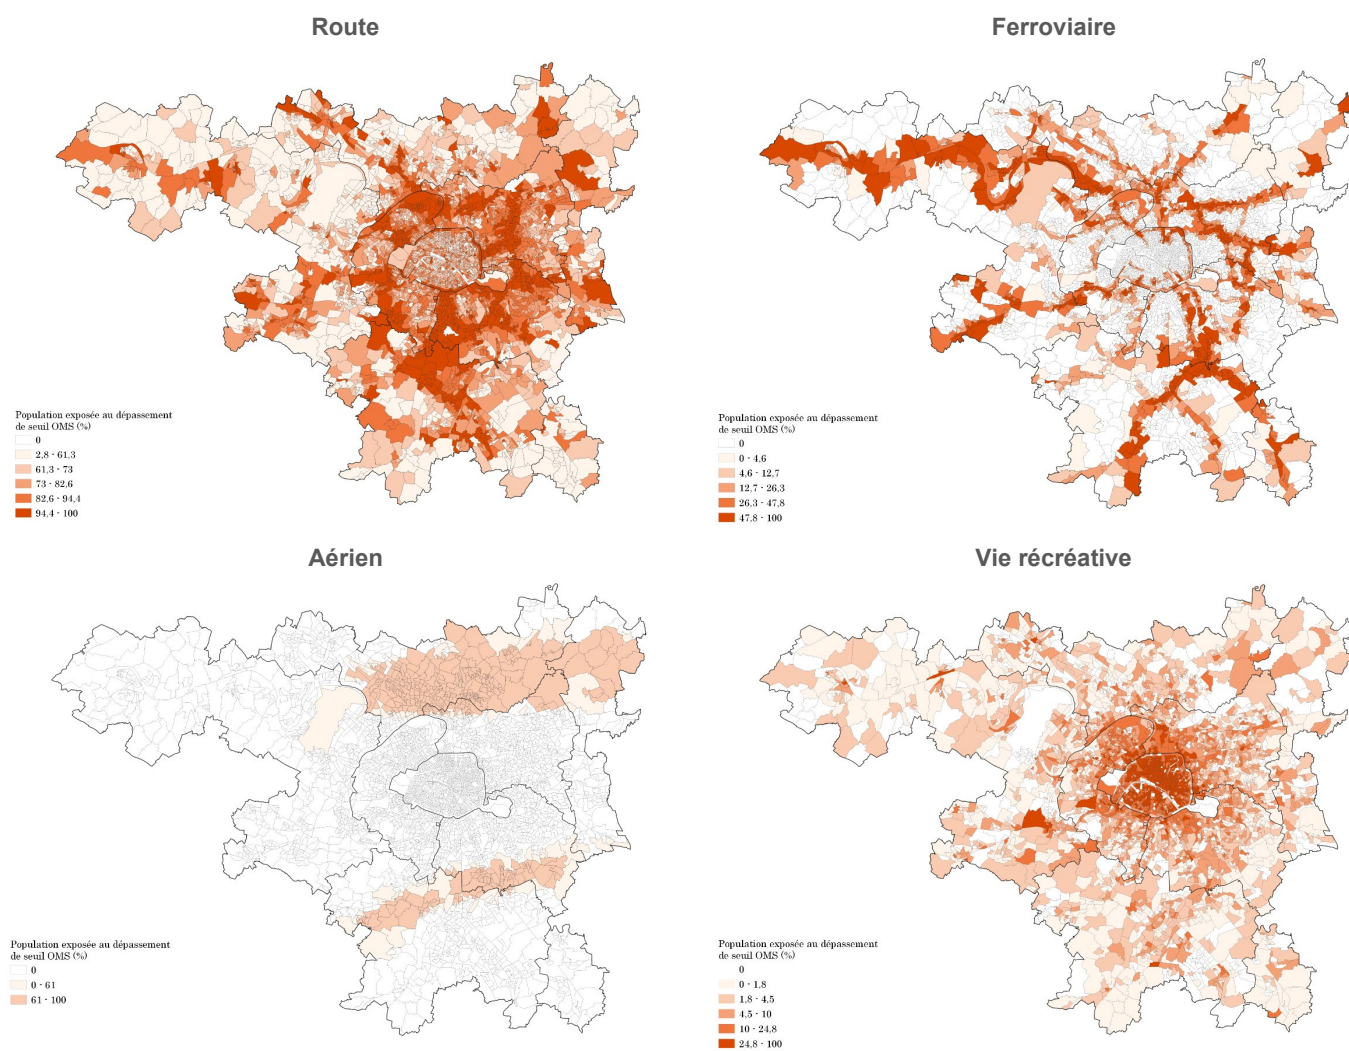 Route
Population exposée au dépassement
de seuil OMS (%)
0
2,8 - 61,3
61,3 - 73
73 - 82,6
82,6 - 94,4
94,4 - 100
Ferroviaire
Population exposée au dépassement
de seuil OMS (%)
0
0 - 4,6
4,6 - 12,7
12,7 - 26,3
26,3 - 47,8
47,8 - 100
Aérien
Population exposée au dépassement
de seuil OMS (%)
0
0 - 61
61 - 100
Vie récréative
Population exposée au dépassement
de seuil OMS (%)
0
0 - 1,8
1,8 - 4,5
4,5 - 10
10 - 24,8
24,8 - 100